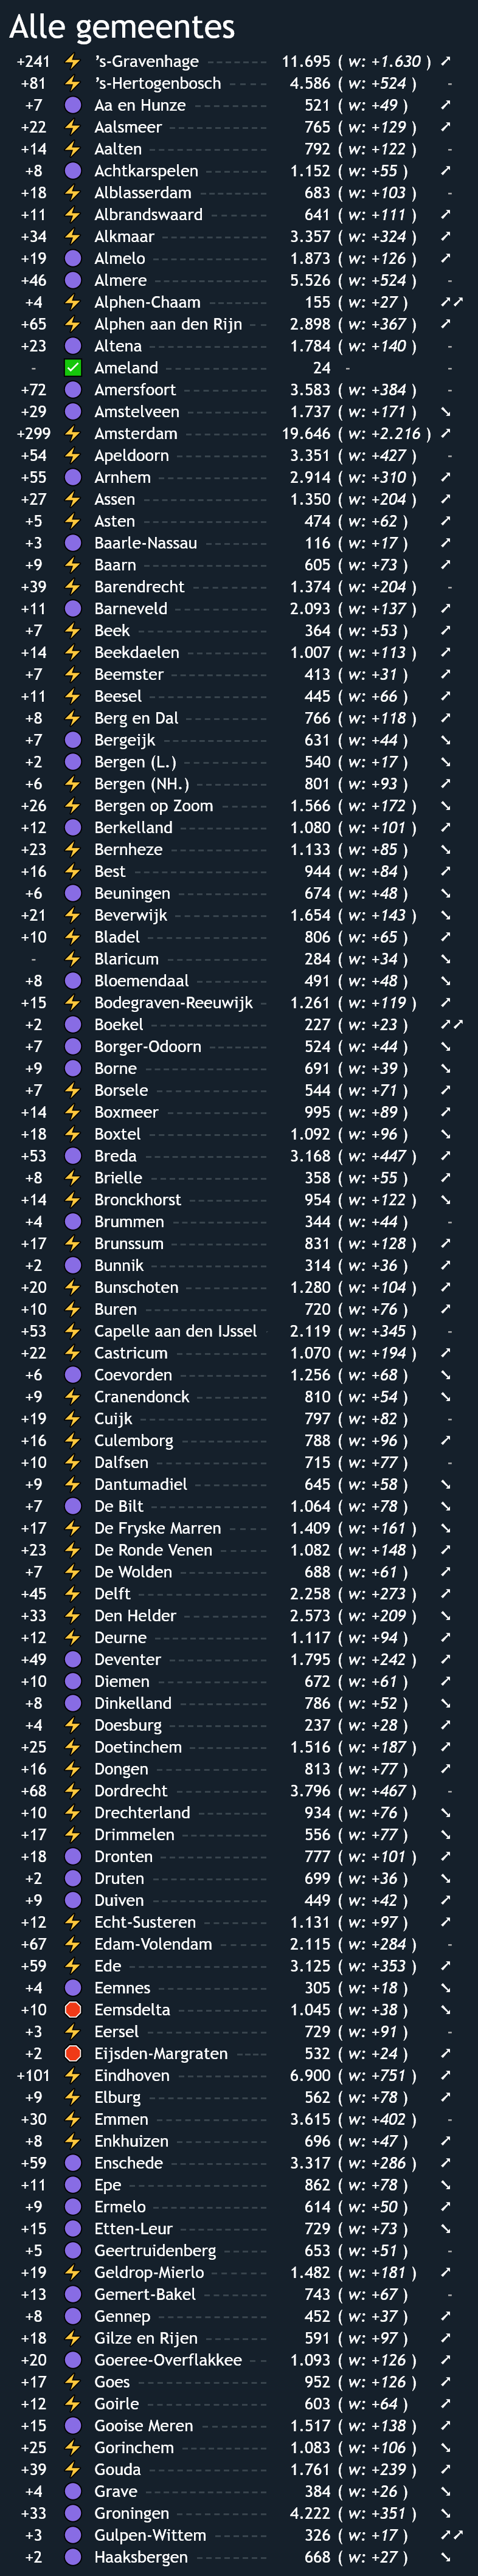 Alle gemeentes
+241 ⚡ ’s-Gravenhage 11.695 ( w: +1.630 ) ➚
+81 ⚡ ’s-Hertogenbosch 4.586 ( w: +524 ) -
+7 🟣 Aa en Hunze 521 ( w: +49 ) ➚
+22 ⚡ Aalsmeer 765 ( w: +129 ) ➚
+14 ⚡ Aalten 792 ( w: +122 ) -
+8 🟣 Achtkarspelen 1.152 ( w: +55 ) ➚
+18 ⚡ Alblasserdam 683 ( w: +103 ) -
+11 ⚡ Albrandswaard 641 ( w: +111 ) ➚
+34 ⚡ Alkmaar 3.357 ( w: +324 ) ➚
+19 🟣 Almelo 1.873 ( w: +126 ) ➚
+46 🟣 Almere 5.526 ( w: +524 ) -
+4 ⚡ Alphen-Chaam 155 ( w: +27 ) ➚➚
+65 ⚡ Alphen aan den Rijn 2.898 ( w: +367 ) ➚
+23 🟣 Altena 1.784 ( w: +140 ) -
- ✅ Ameland 24 - -
+72 🟣 Amersfoort 3.583 ( w: +384 ) -
+29 🟣 Amstelveen 1.737 ( w: +171 ) ➘
+299 ⚡ Amsterdam 19.646 ( w: +2.216 ) ➚
+54 ⚡ Apeldoorn 3.351 ( w: +427 ) -
+55 🟣 Arnhem 2.914 ( w: +310 ) ➚
+27 ⚡ Assen 1.350 ( w: +204 ) ➚
+5 ⚡ Asten 474 ( w: +62 ) ➚
+3 🟣 Baarle-Nassau 116 ( w: +17 ) ➚
+9 ⚡ Baarn 605 ( w: +73 ) ➚
+39 ⚡ Barendrecht 1.374 ( w: +204 ) -
+11 🟣 Barneveld 2.093 ( w: +137 ) ➚
+7 ⚡ Beek 364 ( w: +53 ) ➚
+14 ⚡ Beekdaelen 1.007 ( w: +113 ) ➚
+7 ⚡ Beemster 413 ( w: +31 ) ➚
+11 ⚡ Beesel 445 ( w: +66 ) ➚
+8 ⚡ Berg en Dal 766 ( w: +118 ) ➚
+7 🟣 Bergeijk 631 ( w: +44 ) ➘
+2 🟣 Bergen (L.) 540 ( w: +17 ) ➘
+6 ⚡ Bergen (NH.) 801 ( w: +93 ) ➚
+26 ⚡ Bergen op Zoom 1.566 ( w: +172 ) ➘
+12 🟣 Berkelland 1.080 ( w: +101 ) ➚
+23 ⚡ Bernheze 1.133 ( w: +85 ) ➘
+16 ⚡ Best 944 ( w: +84 ) ➚
+6 🟣 Beuningen 674 ( w: +48 ) ➘
+21 ⚡ Beverwijk 1.654 ( w: +143 ) ➘
+10 ⚡ Bladel 806 ( w: +65 ) ➚
- ⚡ Blaricum 284 ( w: +34 ) ➘
+8 🟣 Bloemendaal 491 ( w: +48 ) ➘
+15 ⚡ Bodegraven-Reeuwijk 1.261 ( w: +119 ) ➚
+2 🟣 Boekel 227 ( w: +23 ) ➚➚
+7 🟣 Borger-Odoorn 524 ( w: +44 ) ➘
+9 🟣 Borne 691 ( w: +39 ) ➘
+7 ⚡ Borsele 544 ( w: +71 ) ➚
+14 ⚡ Boxmeer 995 ( w: +89 ) ➚
+18 ⚡ Boxtel 1.092 ( w: +96 ) ➘
+53 🟣 Breda 3.168 ( w: +447 ) ➚
+8 ⚡ Brielle 358 ( w: +55 ) ➚
+14 ⚡ Bronckhorst 954 ( w: +122 ) ➘
+4 🟣 Brummen 344 ( w: +44 ) -
+17 ⚡ Brunssum 831 ( w: +128 ) ➚
+2 🟣 Bunnik 314 ( w: +36 ) ➚
+20 ⚡ Bunschoten 1.280 ( w: +104 ) ➚
+10 ⚡ Buren 720 ( w: +76 ) ➚
+53 ⚡ Capelle aan den IJssel 2.119 ( w: +345 ) -
+22 ⚡ Castricum 1.070 ( w: +194 ) ➚
+6 🟣 Coevorden 1.256 ( w: +68 ) ➘
+9 ⚡ Cranendonck 810 ( w: +54 ) ➘
+19 ⚡ Cuijk 797 ( w: +82 ) -
+16 ⚡ Culemborg 788 ( w: +96 ) ➚
+10 ⚡ Dalfsen 715 ( w: +77 ) -
+9 ⚡ Dantumadiel 645 ( w: +58 ) ➘
+7 🟣 De Bilt 1.064 ( w: +78 ) ➘
+17 ⚡ De Fryske Marren 1.409 ( w: +161 ) ➘
+23 ⚡ De Ronde Venen 1.082 ( w: +148 ) ➚
+7 ⚡ De Wolden 688 ( w: +61 ) ➚
+45 ⚡ Delft 2.258 ( w: +273 ) ➚
+33 ⚡ Den Helder 2.573 ( w: +209 ) ➘
+12 ⚡ Deurne 1.117 ( w: +94 ) ➚
+49 🟣 Deventer 1.795 ( w: +242 ) ➚
+10 🟣 Diemen 672 ( w: +61 ) ➚
+8 🟣 Dinkelland 786 ( w: +52 ) ➘
+4 ⚡ Doesburg 237 ( w: +28 ) ➚
+25 ⚡ Doetinchem 1.516 ( w: +187 ) ➚
+16 ⚡ Dongen 813 ( w: +77 ) ➚
+68 ⚡ Dordrecht 3.796 ( w: +467 ) -
+10 ⚡ Drechterland 934 ( w: +76 ) ➘
+17 ⚡ Drimmelen 556 ( w: +77 ) ➘
+18 🟣 Dronten 777 ( w: +101 ) ➚
+2 🟣 Druten 699 ( w: +36 ) ➘
+9 🟣 Duiven 449 ( w: +42 ) ➚
+12 ⚡ Echt-Susteren 1.131 ( w: +97 ) ➚
+67 ⚡ Edam-Volendam 2.115 ( w: +284 ) -
+59 ⚡ Ede 3.125 ( w: +353 ) ➚
+4 🟣 Eemnes 305 ( w: +18 ) ➘
+10 🛑 Eemsdelta 1.045 ( w: +38 ) ➘
+3 ⚡ Eersel 729 ( w: +91 ) -
+2 🛑 Eijsden-Margraten 532 ( w: +24 ) ➚
+101 ⚡ Eindhoven 6.900 ( w: +751 ) ➚
+9 ⚡ Elburg 562 ( w: +78 ) ➚
+30 ⚡ Emmen 3.615 ( w: +402 ) -
+8 ⚡ Enkhuizen 696 ( w: +47 ) ➚
+59 🟣 Enschede 3.317 ( w: +286 ) ➚
+11 🟣 Epe 862 ( w: +78 ) ➘
+9 🟣 Ermelo 614 ( w: +50 ) ➚
+15 🟣 Etten-Leur 729 ( w: +73 ) ➘
+5 🟣 Geertruidenberg 653 ( w: +51 ) -
+19 ⚡ Geldrop-Mierlo 1.482 ( w: +181 ) ➚
+13 🟣 Gemert-Bakel 743 ( w: +67 ) -
+8 🟣 Gennep 452 ( w: +37 ) ➚
+18 ⚡ Gilze en Rijen 591 ( w: +97 ) ➚
+20 🟣 Goeree-Overflakkee 1.093 ( w: +126 ) ➚
+17 ⚡ Goes 952 ( w: +126 ) ➚
+12 ⚡ Goirle 603 ( w: +64 ) ➚
+15 🟣 Gooise Meren 1.517 ( w: +138 ) ➚
+25 ⚡ Gorinchem 1.083 ( w: +106 ) ➘
+39 ⚡ Gouda 1.761 ( w: +239 ) ➚
+4 🟣 Grave 384 ( w: +26 ) ➘
+33 🟣 Groningen 4.222 ( w: +351 ) ➘
+3 🟣 Gulpen-Wittem 326 ( w: +17 ) ➚➚
+2 🟣 Haaksbergen 668 ( w: +27 ) ➘